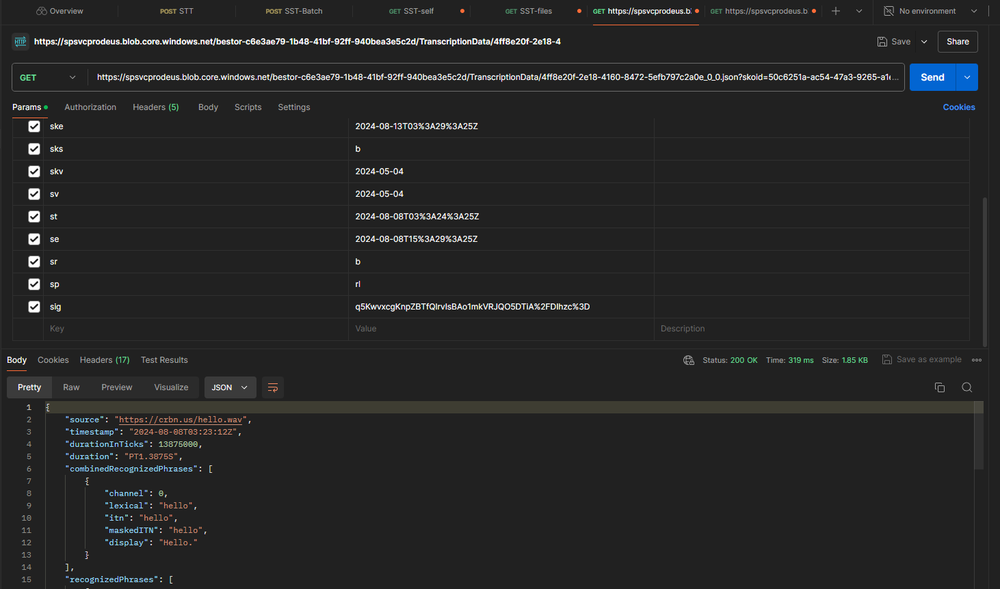 Overview POST STT POST SST-Batch GET SST-self GET SST-files GET https://spsvcprodeus.bl GET https://spsvcprodeus.b No environment
HTTP https://spsvcprodeus.blob.core.windows.net/bestor-c6e3ae79-1b48-41bf-92ff-940bea3e5c2d/TranscriptionData/4ff8e20f-2e18-4 Save Share
GET https://spsvcprodeus.blob.core.windows.net/bestor-c6e3ae79-1b48-41bf-92ff-940bea3e5c2d/TranscriptionData/4ff8e20f-2e18-4160-8472-5efb797c2a0e_0_0.json?skoid=50c6251a-ac54-47a3-9265-a1... Send
Params Authorization Headers (5) Body Scripts Settings Cookies
ske 2024-08-13T03%3A29%3A25Z
sks b
skv 2024-05-04
sv 2024-05-04
st 2024-08-08T03%3A24%3A25Z
se 2024-08-08T15%3A29%3A25Z
sr b
sp rl
sig
Key Value Description
Body Cookies Headers (17) Test Results Status: 200 OK Time: 319 ms Size: 1.85 KB Save as example
Pretty Raw Preview Visualize JSON
1 {
2 "source": "https://crbn.us/hello.wav",
3 "timestamp": "2024-08-08T03:23:12Z",
4 "durationInTicks": 13875000,
5 "duration": "PT1.3875S",
6 "combinedRecognizedPhrases": [
7 {
8 "channel": 0,
9 "lexical": "hello",
10 "itn": "hello",
11 "maskedITN": "hello",
12 "display": "Hello."
13 }
14 ],
15 "recognizedPhrases": [